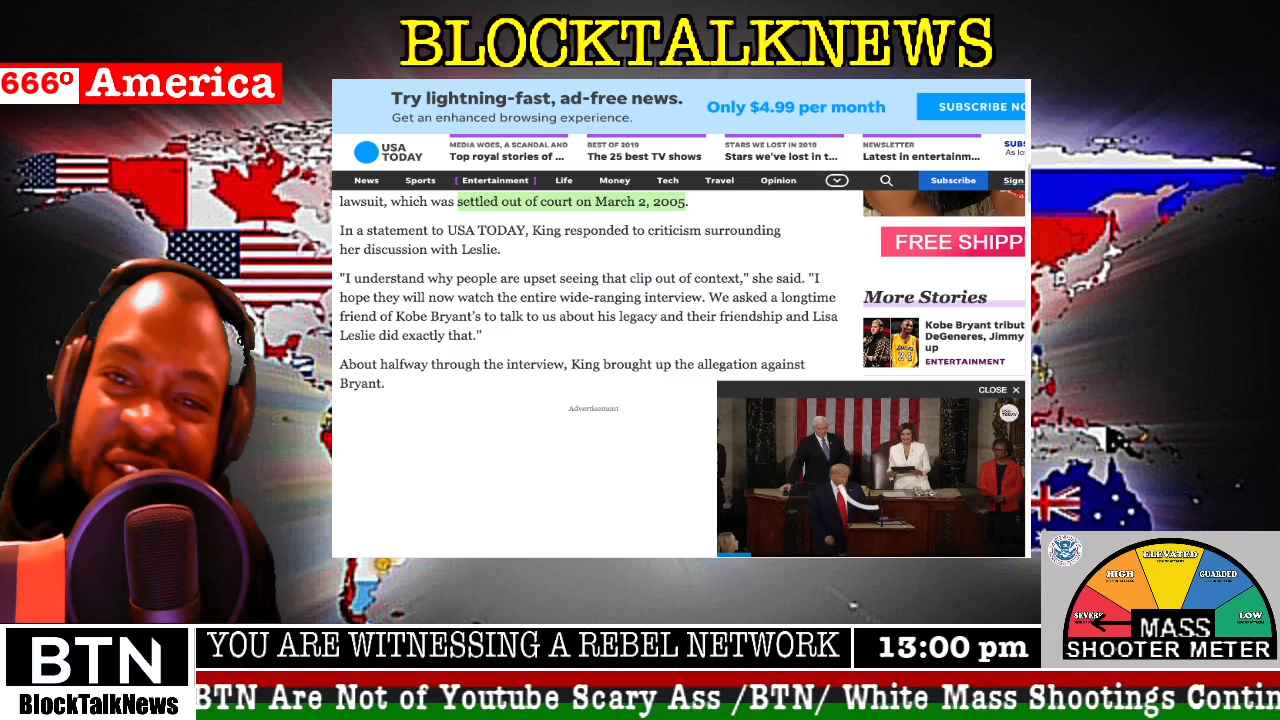 BLOCKTALKNEWS
666º America
Try lightning-fast, ad-free news.
Get an enhanced browsing experience.
Only $4.99 per month
SUBSCRIBE NO
USA
TODAY
MEDIA WOES, A SCANDAL AND
Top royal stories of ...
BEST OF 2019
The 25 best TV shows
STARS WE LOST IN 2019
Stars we've lost in t...
NEWSLETTER
Latest in entertainm...
SUBS
As lo
News Sports [ Entertainment ] Life Money Tech Travel Opinion Subscribe Sign
lawsuit, which was settled out of court on March 2, 2005.
In a statement to USA TODAY, King responded to criticism surrounding
her discussion with Leslie.
"I understand why people are upset seeing that clip out of context," she said. "I
hope they will now watch the entire wide-ranging interview. We asked a longtime
friend of Kobe Bryant's to talk to us about his legacy and their friendship and Lisa
Leslie did exactly that."
About halfway through the interview, King brought up the allegation against
Bryant.
Advertisement
FREE SHIPP
More Stories
Kobe Bryant tribut
DeGeneres, Jimmy
up
ENTERTAINMENT
24
CLOSE X
USA
TODAY
SEVERE
HIGH
ELEVATED
GUARDED
LOW
MASS
SHOOTER METER
BTN
BlockTalkNews
YOU ARE WITNESSING A REBEL NETWORK
13:00 pm
BTN Are Not of Youtube Scary Ass /BTN/ White Mass Shootings Contin